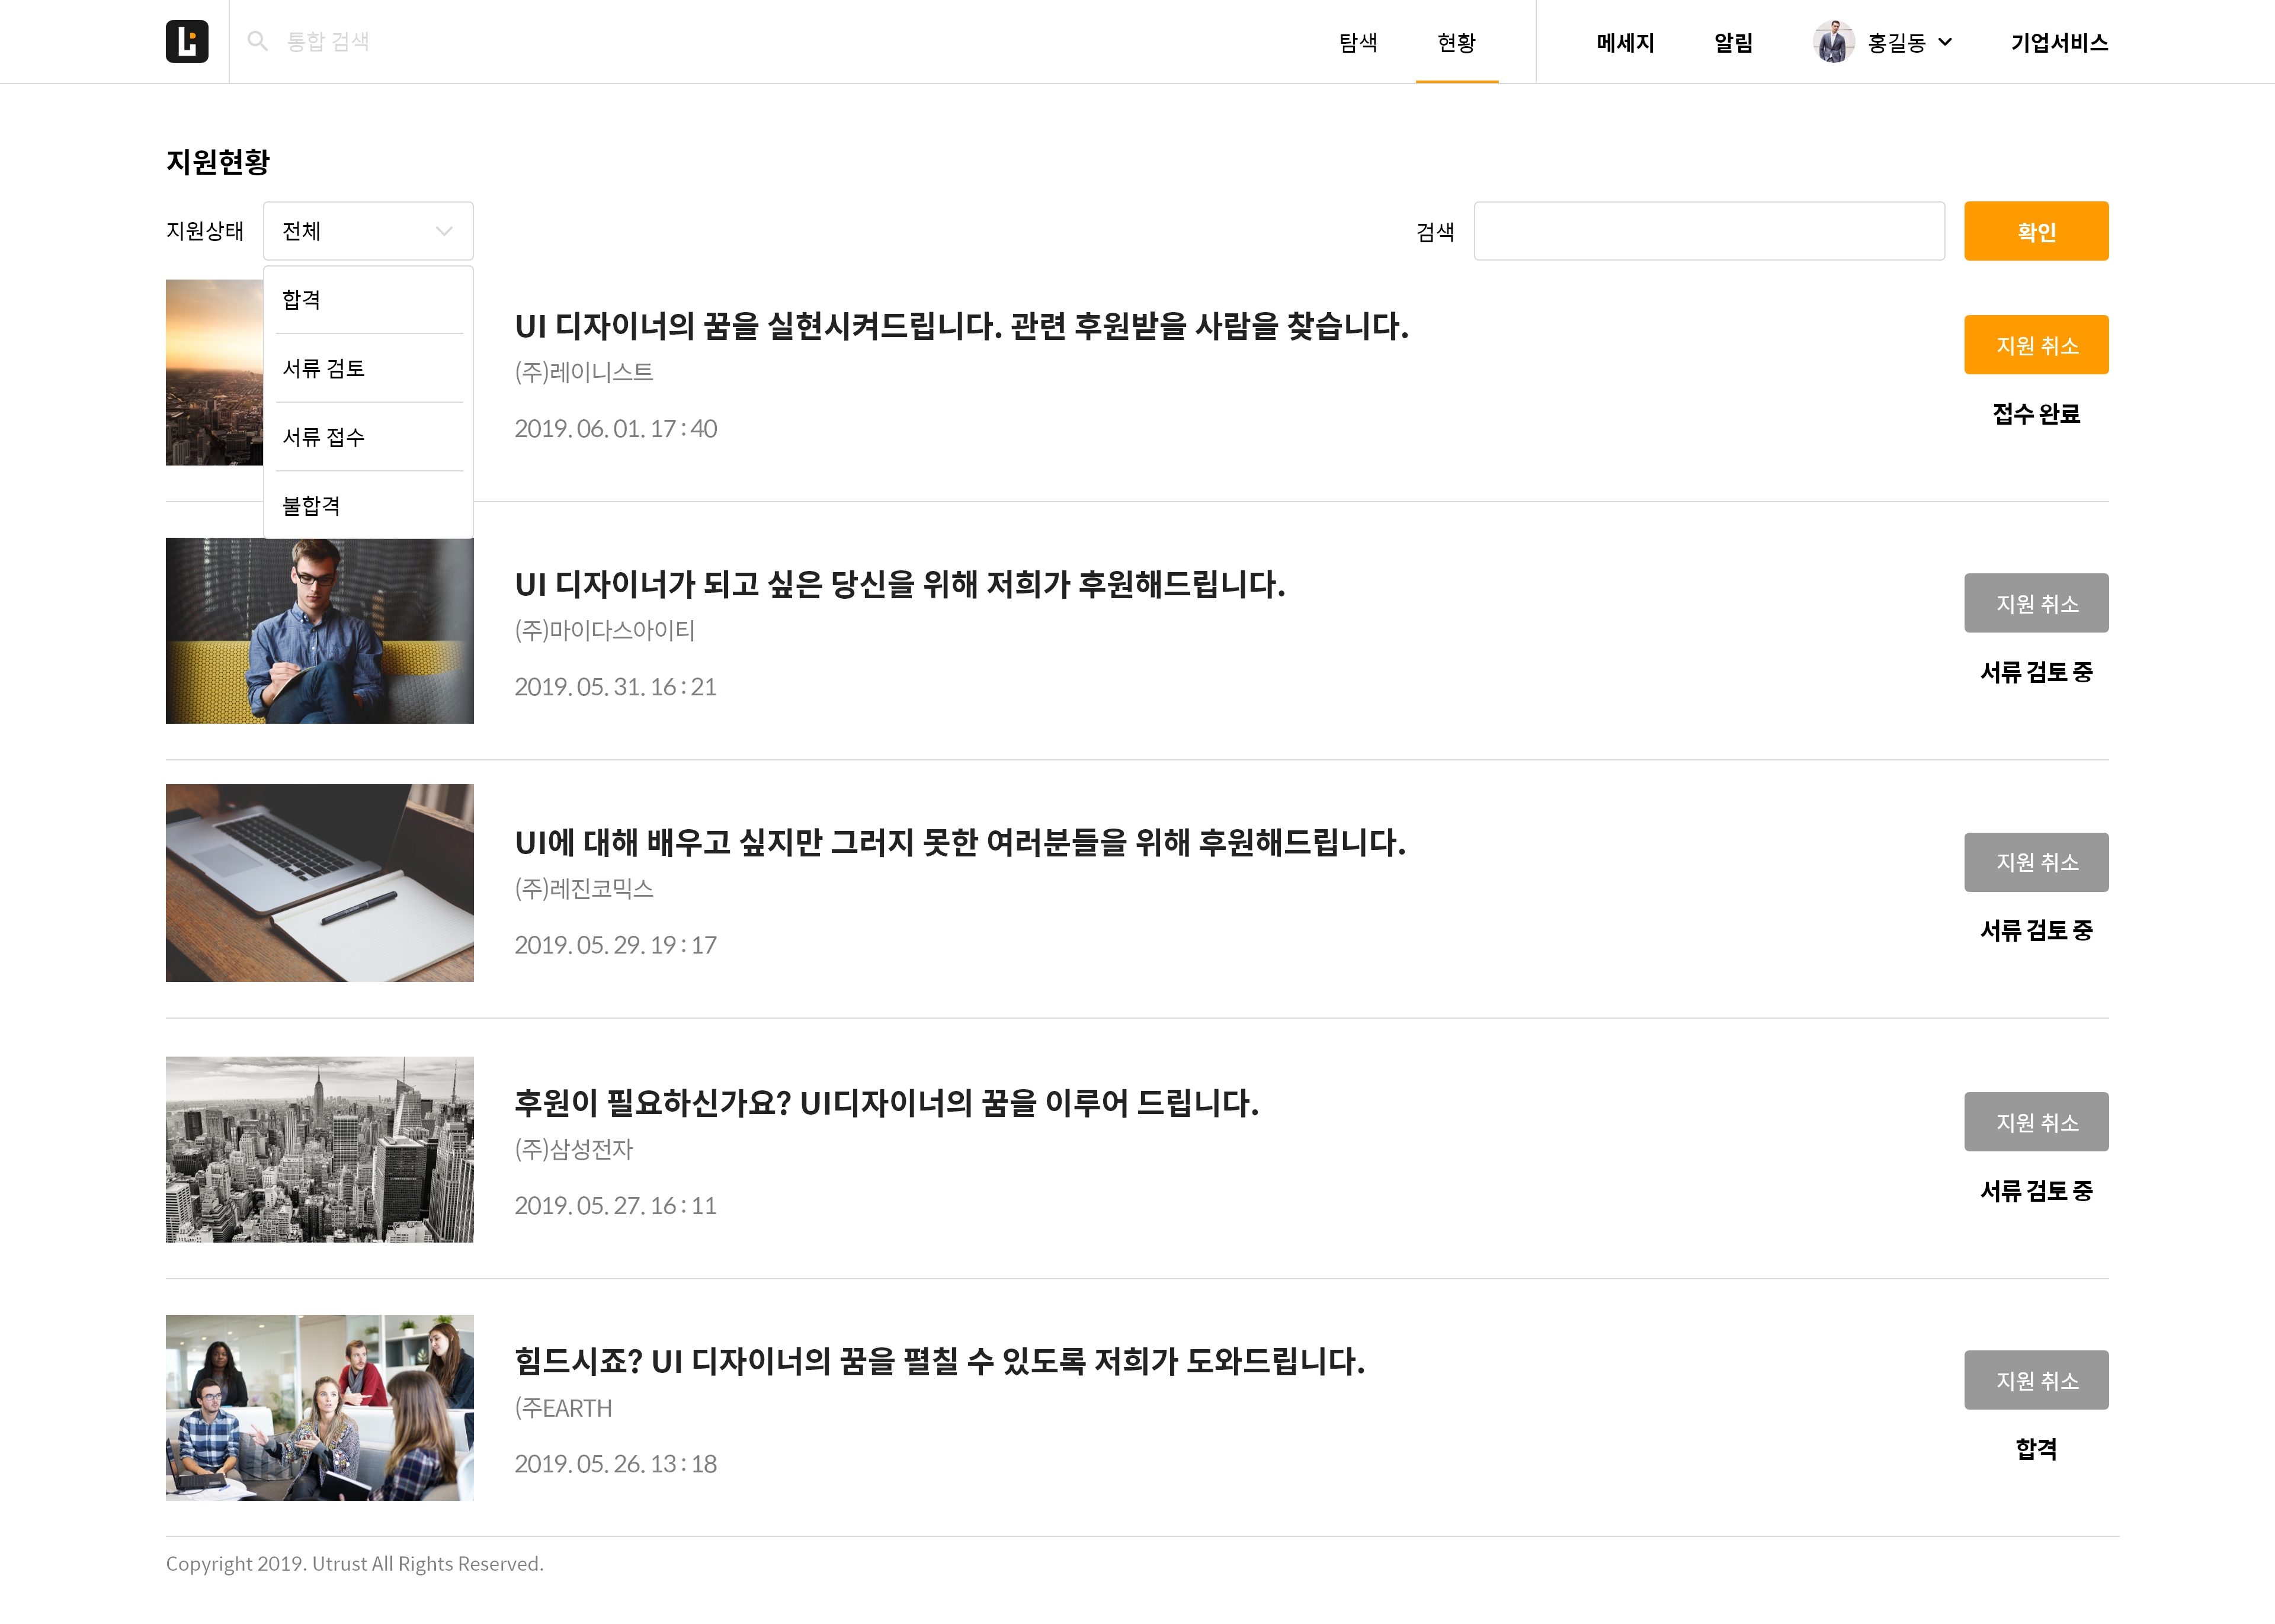 통합 검색
탐색 현황 메세지 알림 홍길동 기업서비스
지원현황
지원상태 전체 검색 확인
합격
서류 검토
서류 접수
불합격
UI 디자이너의 꿈을 실현시켜드립니다. 관련 후원받을 사람을 찾습니다.
(주)레이니스트
2019. 06. 01. 17 : 40
지원 취소
접수 완료
UI 디자이너가 되고 싶은 당신을 위해 저희가 후원해드립니다.
(주)마이다스아이티
2019. 05. 31. 16 : 21
지원 취소
서류 검토 중
UI에 대해 배우고 싶지만 그러지 못한 여러분들을 위해 후원해드립니다.
(주)레진코믹스
2019. 05. 29. 19 : 17
지원 취소
서류 검토 중
후원이 필요하신가요? UI디자이너의 꿈을 이루어 드립니다.
(주)삼성전자
2019. 05. 27. 16 : 11
지원 취소
서류 검토 중
힘드시죠? UI 디자이너의 꿈을 펼칠 수 있도록 저희가 도와드립니다.
(주EARTH
2019. 05. 26. 13 : 18
지원 취소
합격
Copyright 2019. Utrust All Rights Reserved.